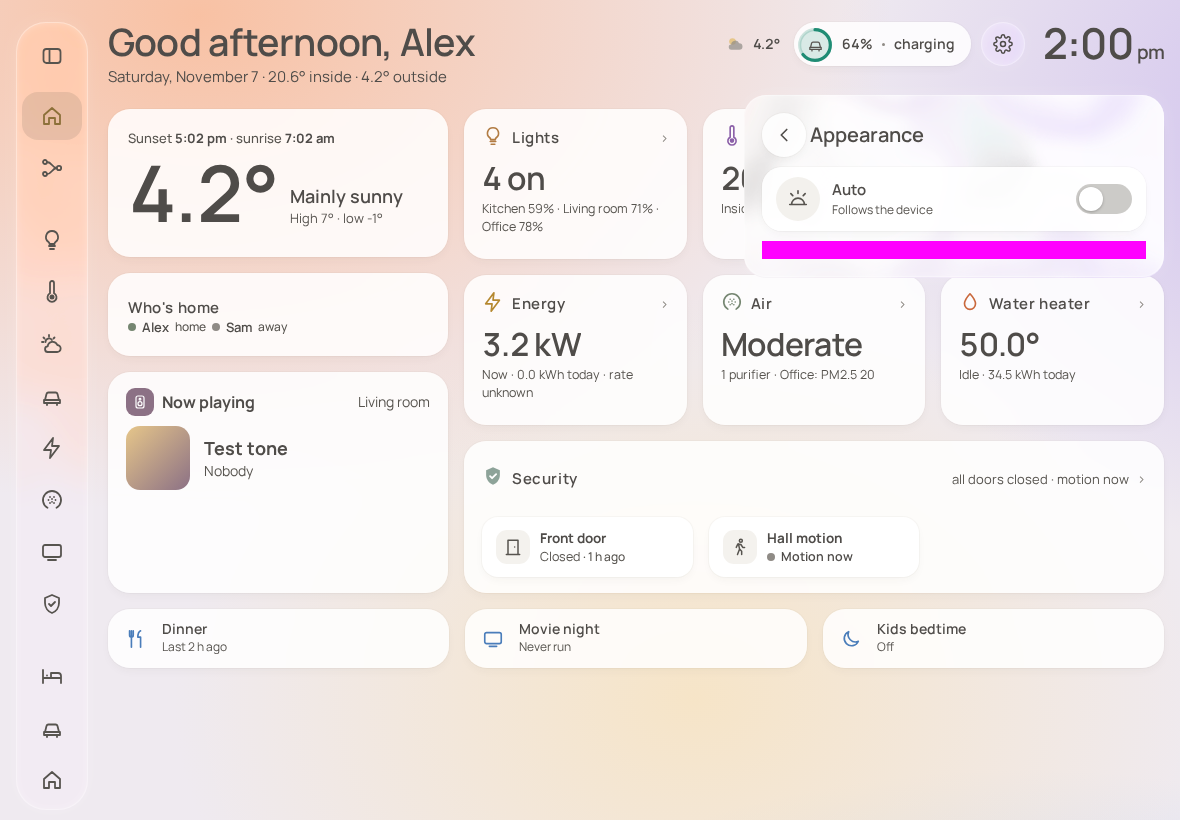 Good afternoon, Alex
Saturday, November 7 · 20.6° inside · 4.2° outside
4.2°
64% • charging
2:00 pm
Sunset 5:02 pm · sunrise 7:02 am
4.2°
Mainly sunny
High 7° · low -1°
Lights
4 on
Kitchen 59% · Living room 71% ·
Office 78%
Appearance
Auto
Follows the device
Who's home
Alex home Sam away
Energy
3.2 kW
Now · 0.0 kWh today · rate
unknown
Air
Moderate
1 purifier · Office: PM2.5 20
Water heater
50.0°
Idle · 34.5 kWh today
Now playing
Living room
Test tone
Nobody
Security
all doors closed · motion now
Front door
Closed · 1 h ago
Hall motion
Motion now
Dinner
Last 2 h ago
Movie night
Never run
Kids bedtime
Off